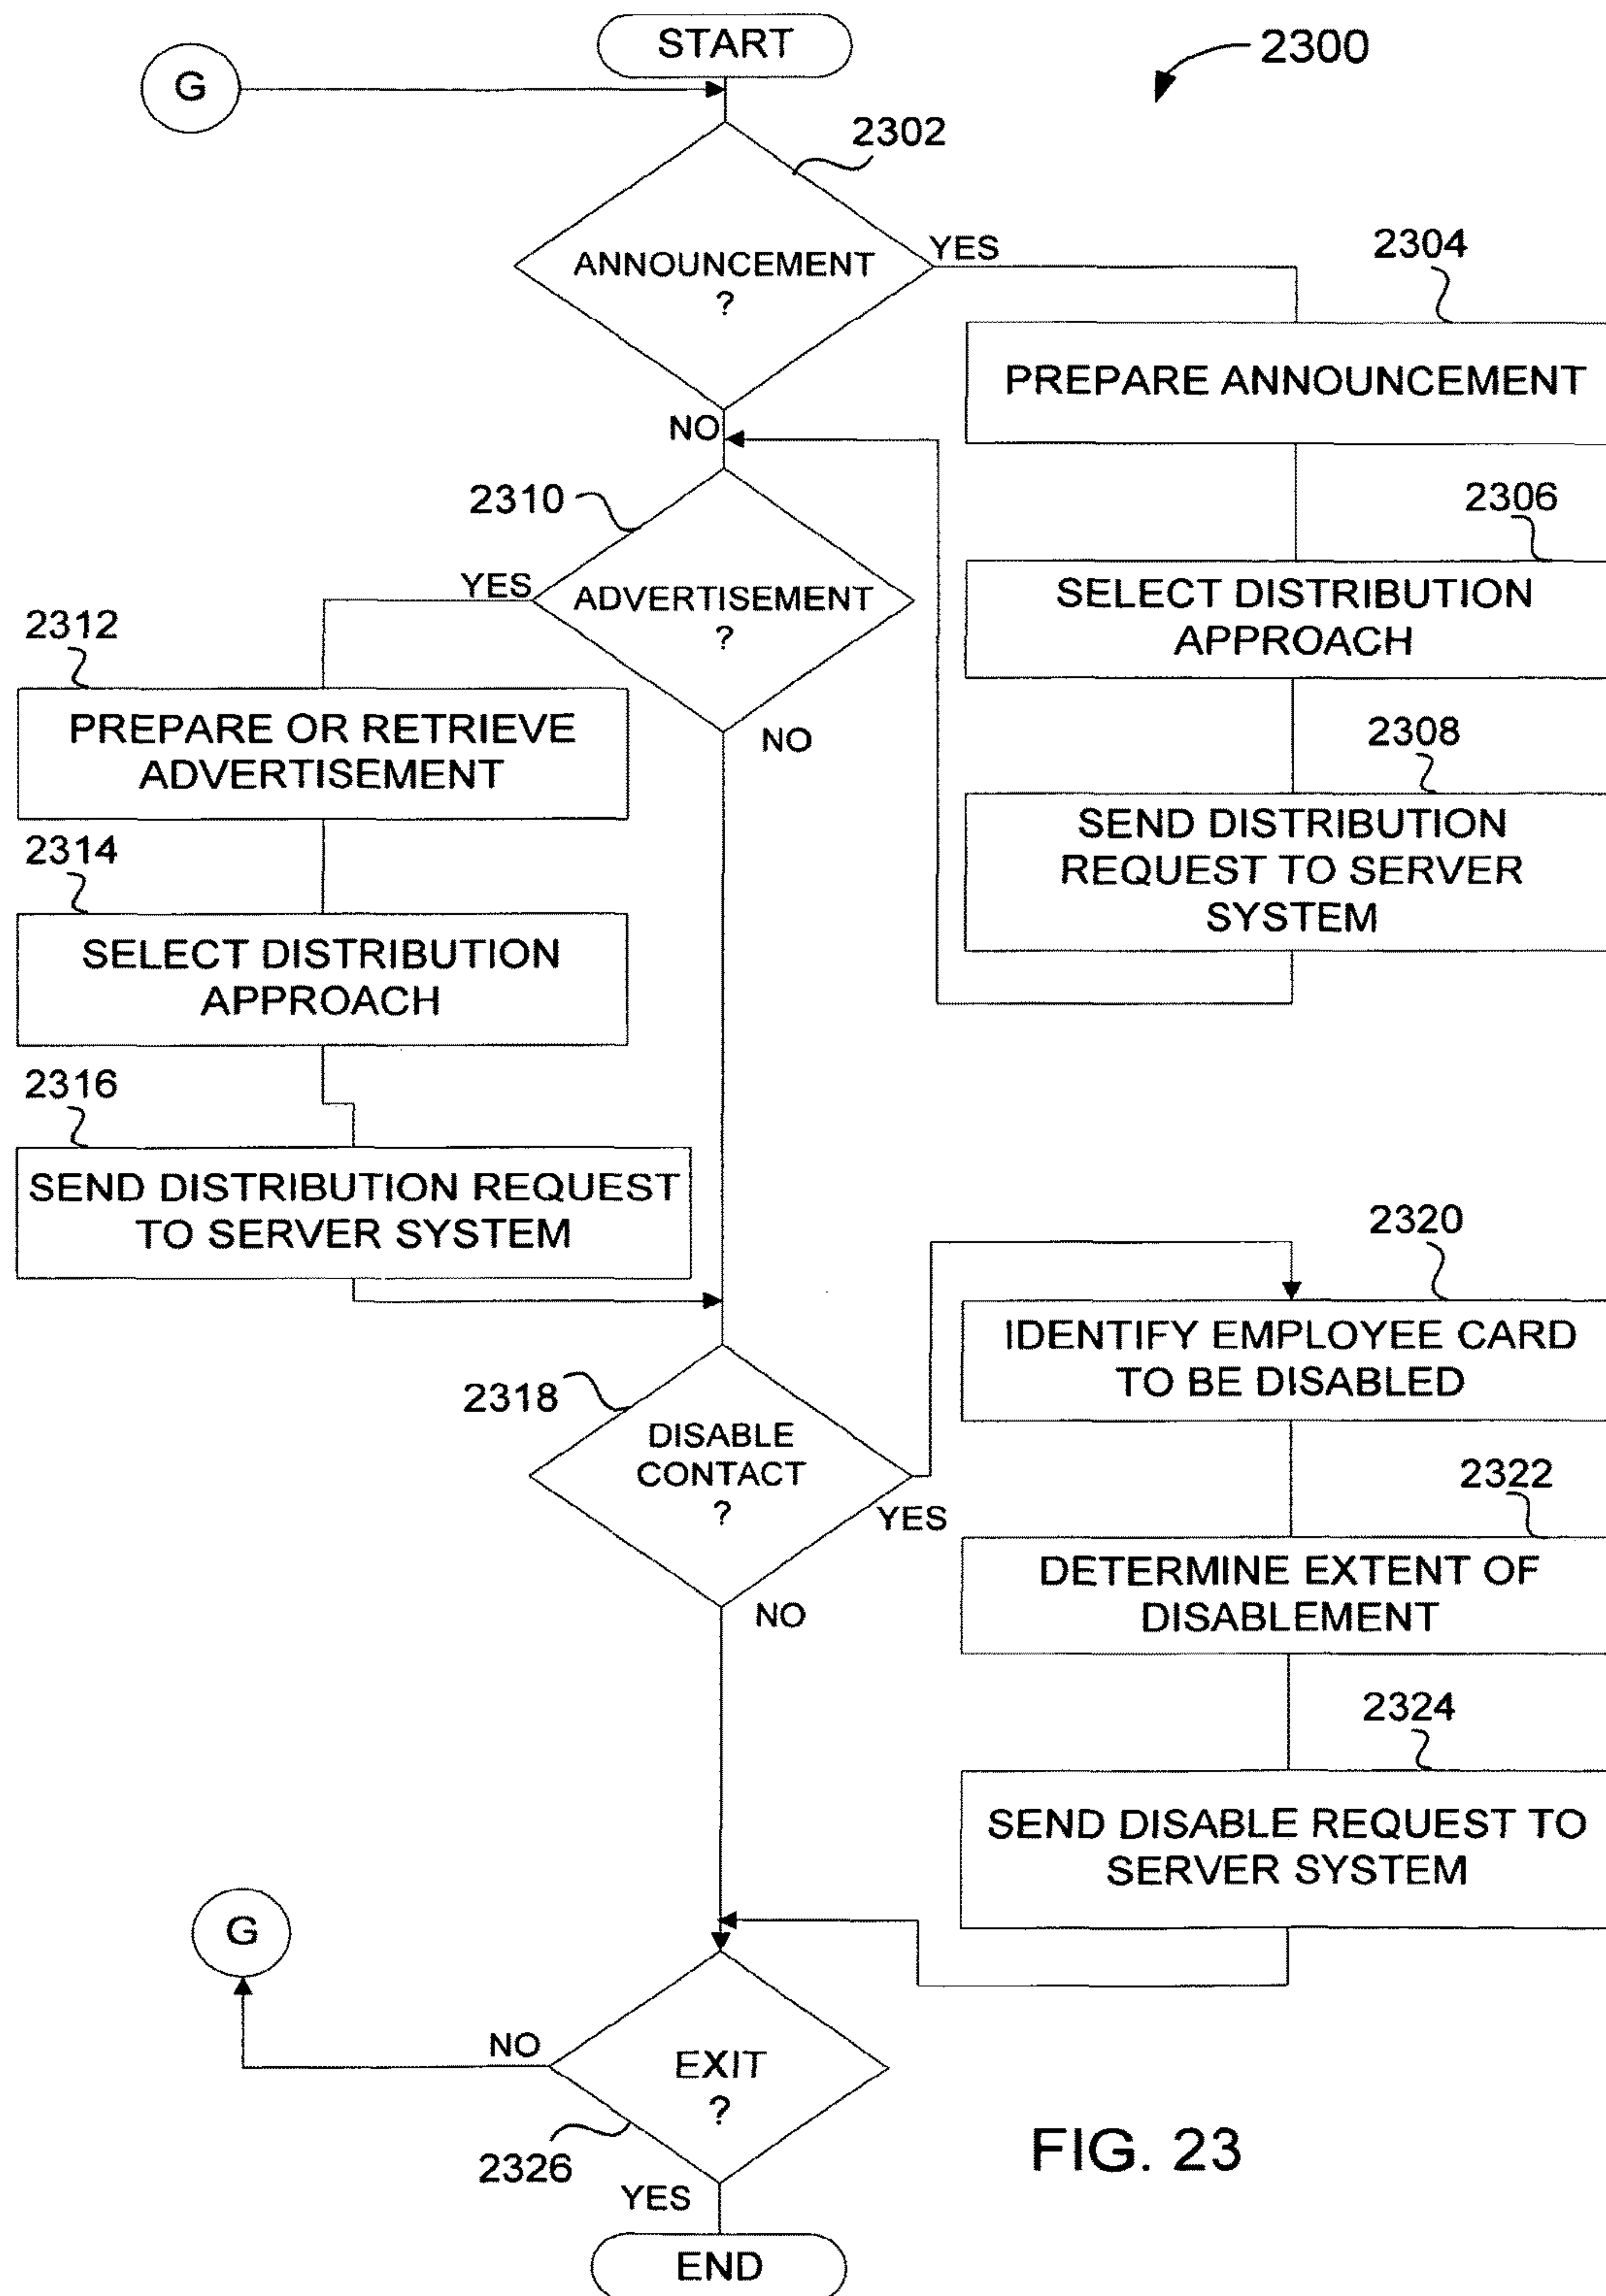 START
G
2300
2302
ANNOUNCEMENT
?
YES
NO
2304
PREPARE ANNOUNCEMENT
2306
SELECT DISTRIBUTION
APPROACH
2308
SEND DISTRIBUTION
REQUEST TO SERVER
SYSTEM
2310
ADVERTISEMENT
?
YES
NO
2312
PREPARE OR RETRIEVE
ADVERTISEMENT
2314
SELECT DISTRIBUTION
APPROACH
2316
SEND DISTRIBUTION REQUEST
TO SERVER SYSTEM
2318
DISABLE
CONTACT
?
YES
NO
2320
IDENTIFY EMPLOYEE CARD
TO BE DISABLED
2322
DETERMINE EXTENT OF
DISABLEMENT
2324
SEND DISABLE REQUEST TO
SERVER SYSTEM
G
NO
EXIT
?
2326
YES
END
FIG. 23